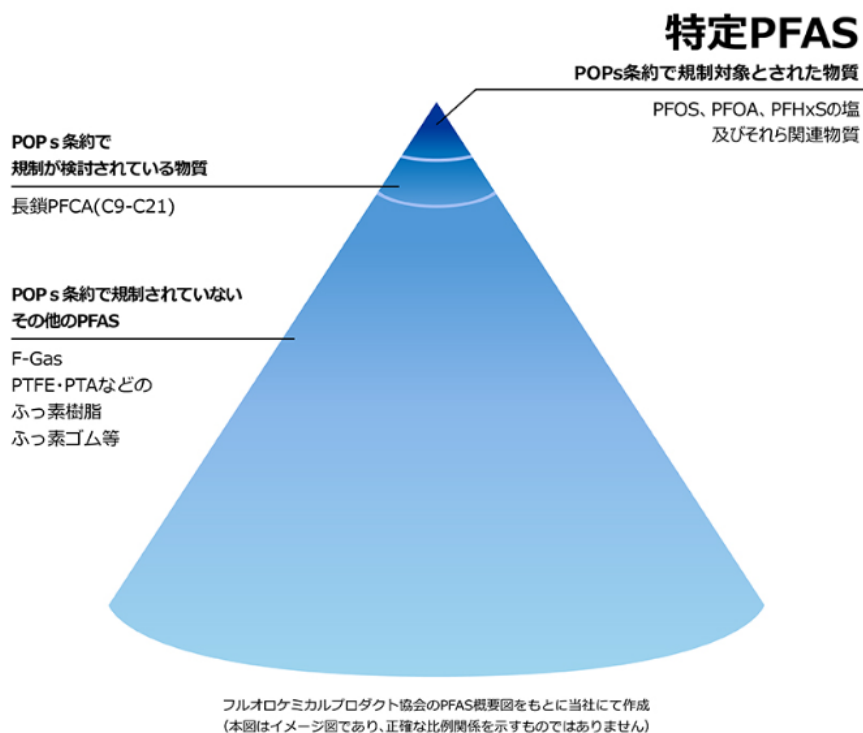 特定PFAS
POPs条約で規制対象とされた物質
PFOS、PFOA、PFHxSの塩
及びそれら関連物質
POPｓ条約で
規制が検討されている物質
長鎖PFCA(C9-C21)
POPｓ条約で規制されていない
その他のPFAS
F-Gas
PTFE・PTAなどの
ふっ素樹脂
ふっ素ゴム等
フルオロケミカルプロダクト協会のPFAS概要図をもとに当社にて作成
（本図はイメージ図であり、正確な比例関係を示すものではありません）